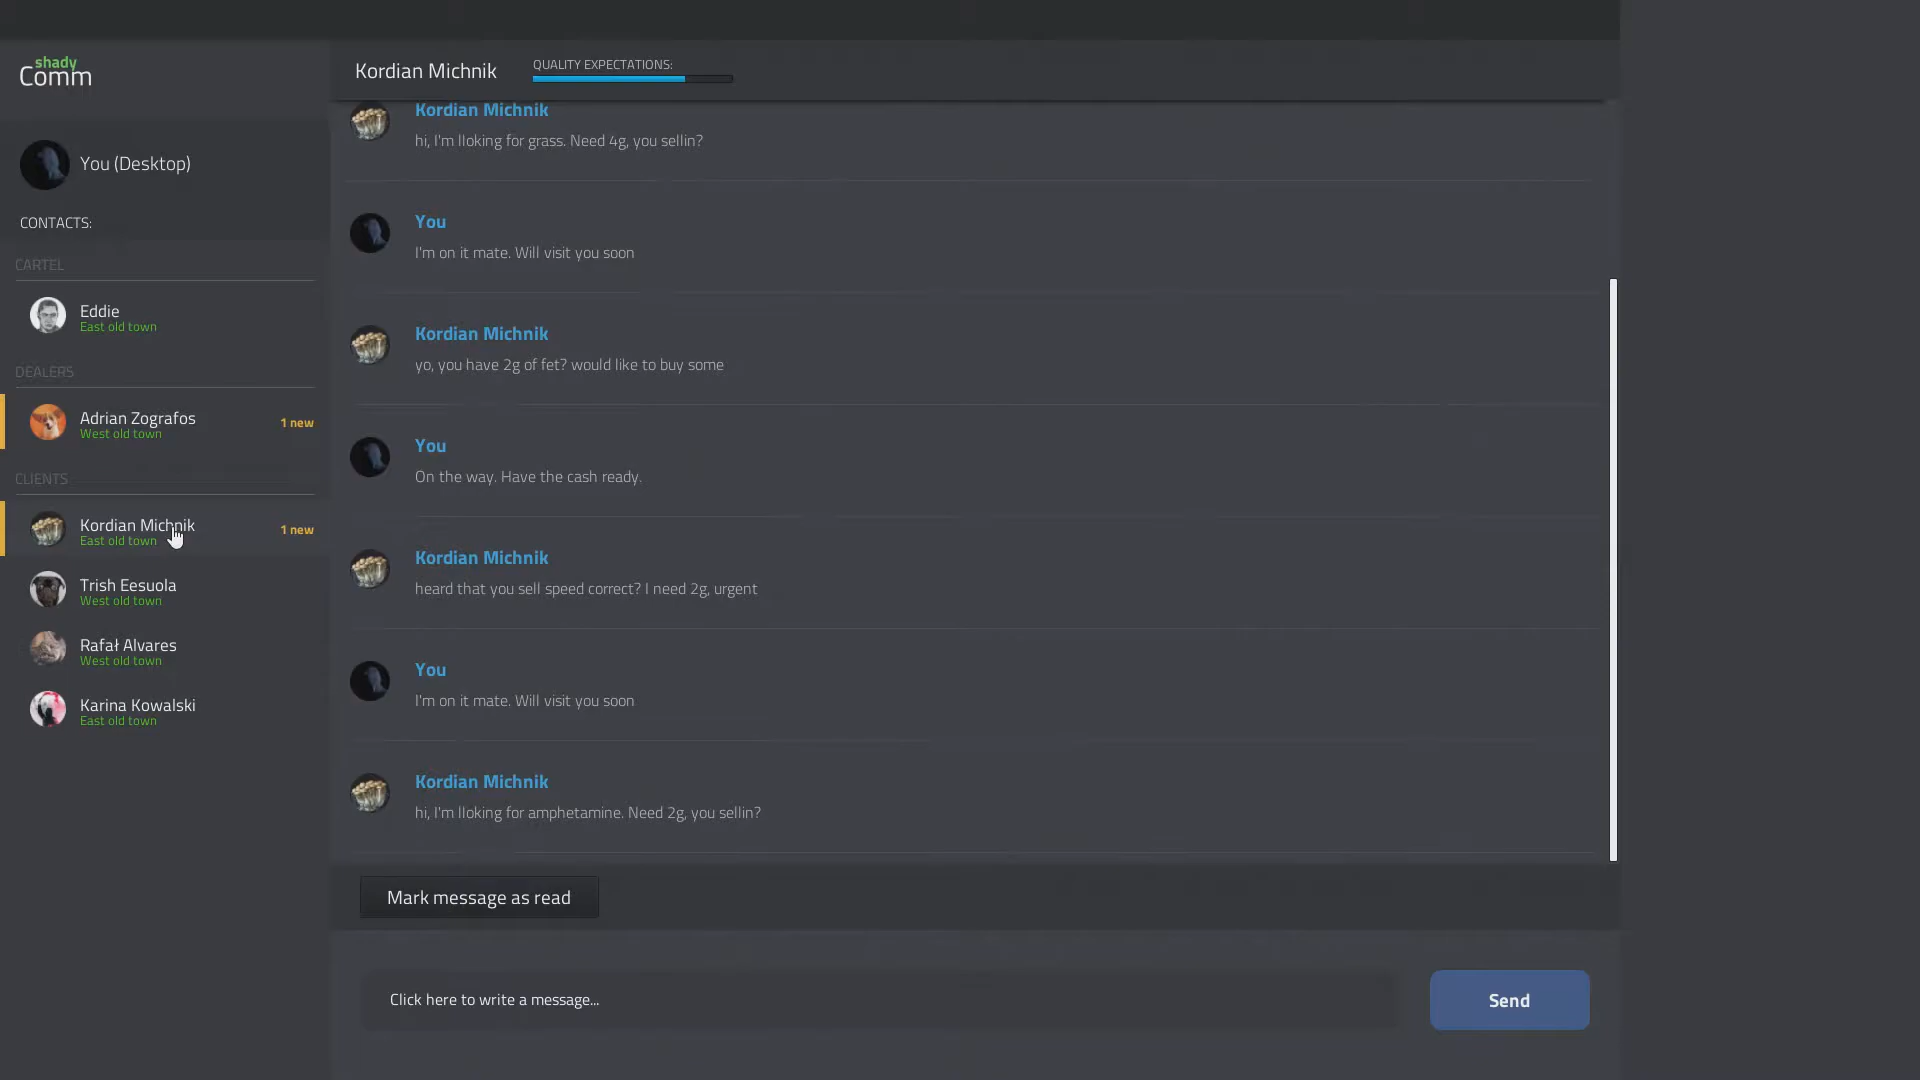 shady
Comm
You (Desktop)
CONTACTS:
CARTEL
Eddie
East old town
DEALERS
Adrian Zografos
West old town
1 new
CLIENTS
Kordian Michnik
East old town
1 new
Trish Eesuola
West old town
Rafał Alvares
West old town
Karina Kowalski
East old town
Kordian Michnik
QUALITY EXPECTATIONS:
Kordian Michnik
hi, I'm lloking for grass. Need 4g, you sellin?
You
I'm on it mate. Will visit you soon
Kordian Michnik
yo, you have 2g of fet? would like to buy some
You
On the way. Have the cash ready.
Kordian Michnik
heard that you sell speed correct? I need 2g, urgent
You
I'm on it mate. Will visit you soon
Kordian Michnik
hi, I'm lloking for amphetamine. Need 2g, you sellin?
Mark message as read
Click here to write a message...
Send